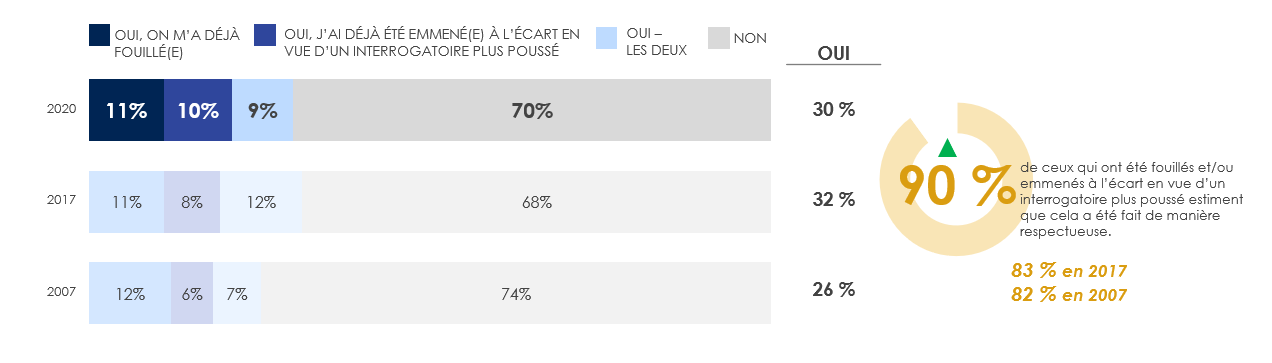 OUI, ON M'A DÉJÀ
FOUILLÉ(E)
OUI, J'AI DÉJÀ ÉTÉ EMMENÉ(E) À L'ÉCART EN
VUE D'UN INTERROGATOIRE PLUS POUSSÉ
OUI –
LES DEUX
NON
OUI
2020
11%
10%
9%
70%
30 %
2017
11%
8%
12%
68%
32 %
2007
12%
6%
7%
74%
26 %
90 %
de ceux qui ont été fouillés et/ou
emmenés à l'écart en vue d'un
interrogatoire plus poussé estiment
que cela a été fait de manière
respectueuse.
83 % en 2017
82 % en 2007